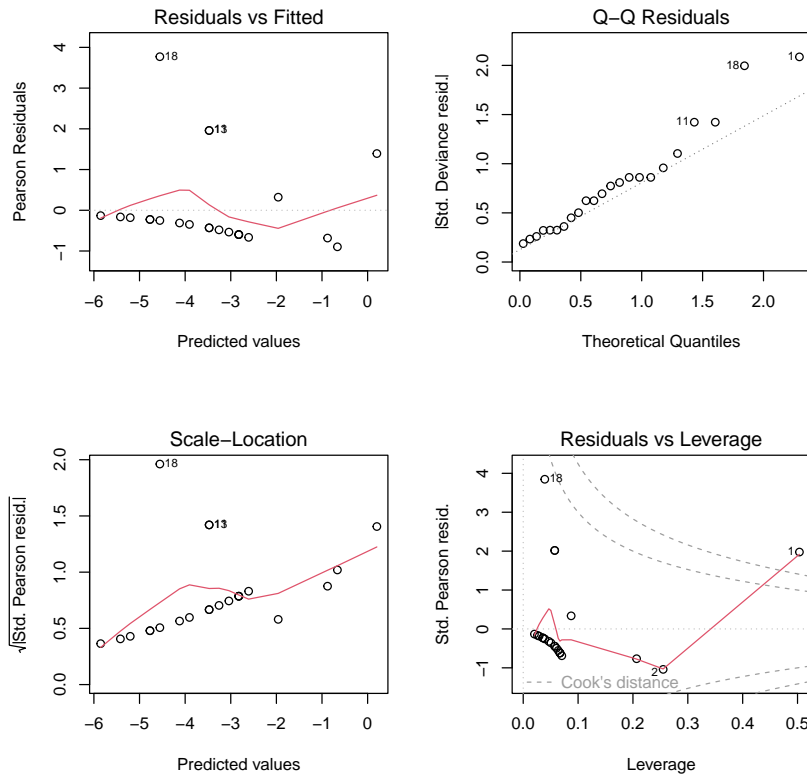 Residuals vs Fitted
Pearson Residuals
4
3
2
1
0
−1
18
13
−6 −5 −4 −3 −2 −1 0
Predicted values
Q−Q Residuals
|Std. Deviance resid.|
2.0
1.5
1.0
0.5
0.0
1
18
11
0.0 0.5 1.0 1.5 2.0
Theoretical Quantiles
Scale−Location
√|Std. Pearson resid.|
2.0
1.5
1.0
0.5
0.0
18
13
−6 −5 −4 −3 −2 −1 0
Predicted values
Residuals vs Leverage
Std. Pearson resid.
4
3
2
1
0
−1
18
1
2
Cook's distance
0.0 0.1 0.2 0.3 0.4 0.5
Leverage